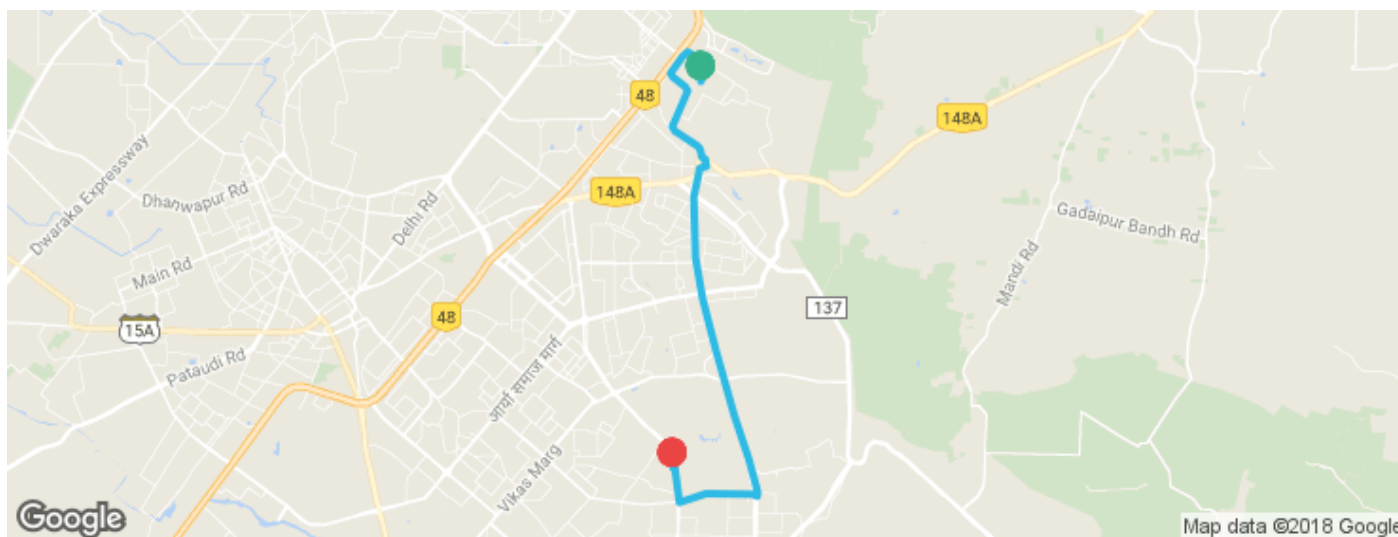 48
148A
Dwaraka Expressway
Dhanwapur Rd
Delhi Rd
148A
Gadaipur Bandh Rd
Main Rd
Mandi Rd
15A
48
137
Pataudi Rd
आर्या समाज मार्ग
Vikas Marg
Google
Map data ©2018 Google